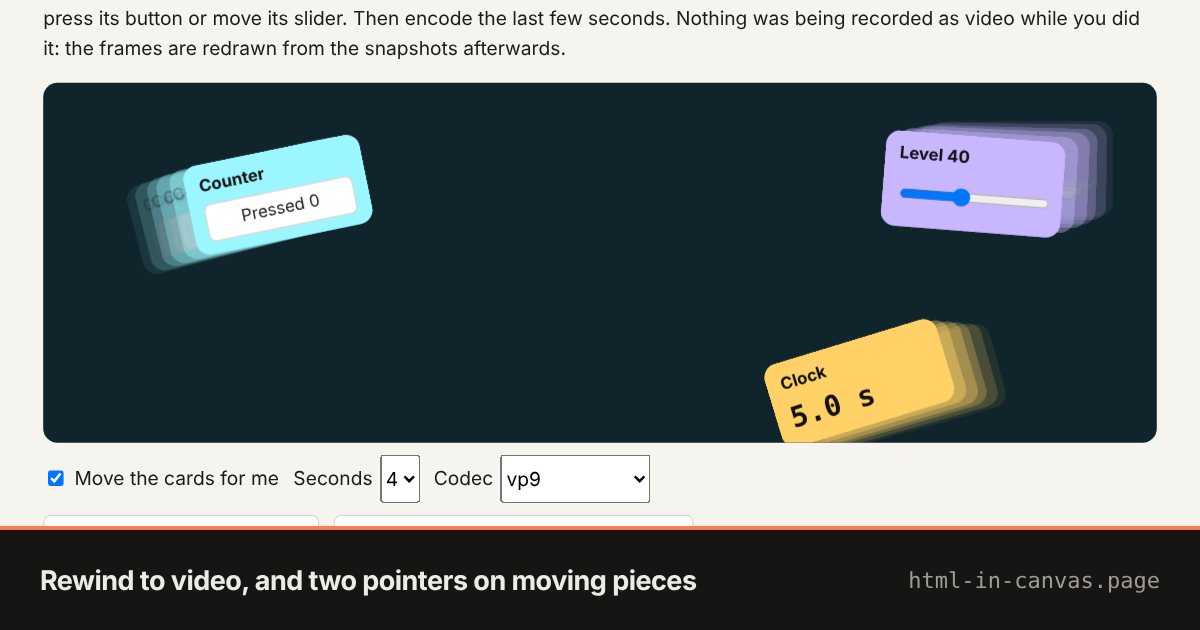 press its button or move its slider. Then encode the last few seconds. Nothing was being recorded as video while you did
it: the frames are redrawn from the snapshots afterwards.
Counter
Pressed 0
Level 40
Clock
5.0 s
Move the cards for me Seconds 4 Codec vp9
Rewind to video, and two pointers on moving pieces
html-in-canvas.page